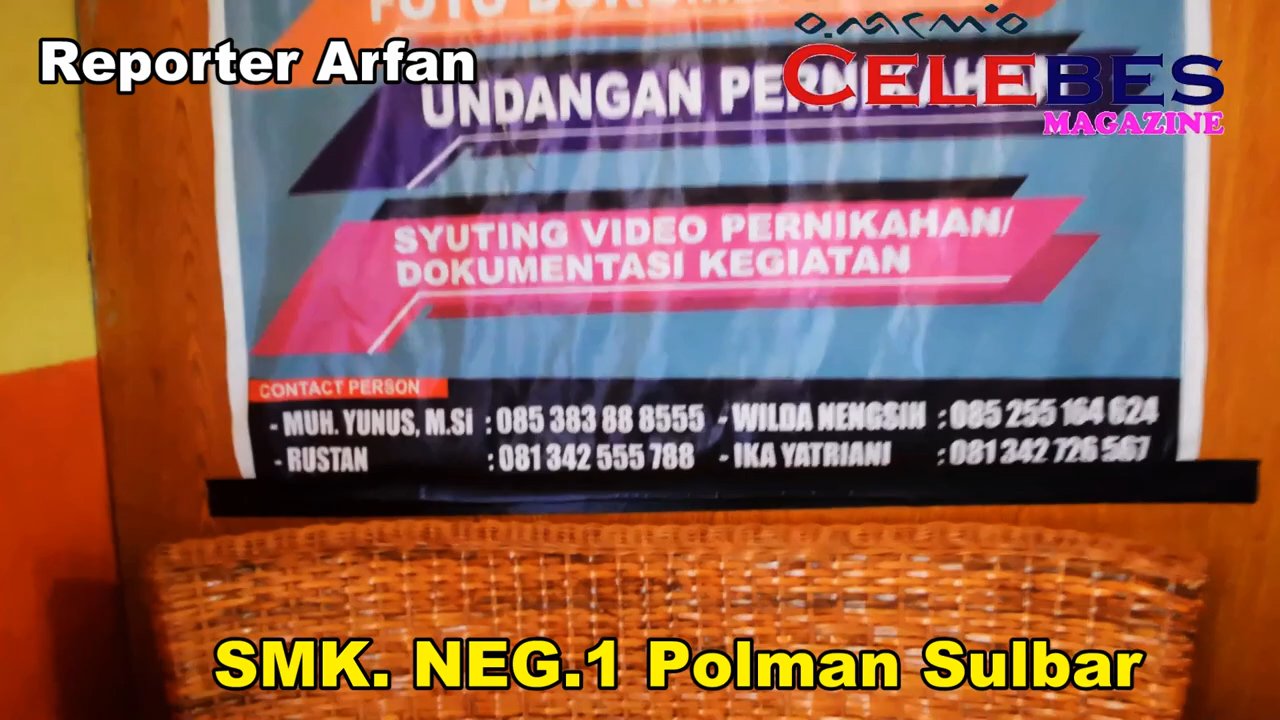 FOTO
Reporter Arfan
CELEBES
MAGAZINE
UNDANGAN
SYUTING VIDEO PERNIKAHAN/
DOKUMENTASI KEGIATAN
CONTACT PERSON
- MUH. YUNUS, M.Si : 085 383 88 8555 - WILDA NENGSIH : 085 255 164 624
- RUSTAN : 081 342 555 788 - IKA YATRIANI : 081 342 726 567
SMK. NEG.1 Polman Sulbar